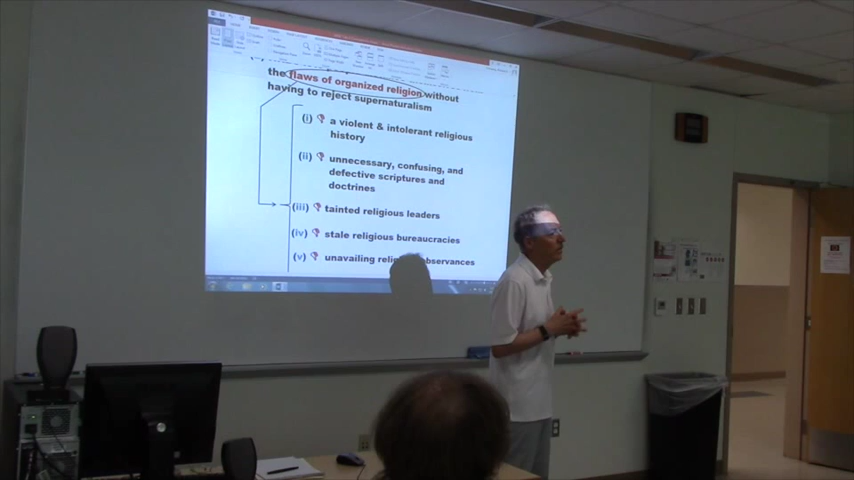 the flaws of organized religion without
having to reject supernaturalism
(i) a violent & intolerant religious
history
(ii) unnecessary, confusing, and
defective scriptures and
doctrines
(iii) tainted religious leaders
(iv) stale religious bureaucracies
(v) unavailing observances